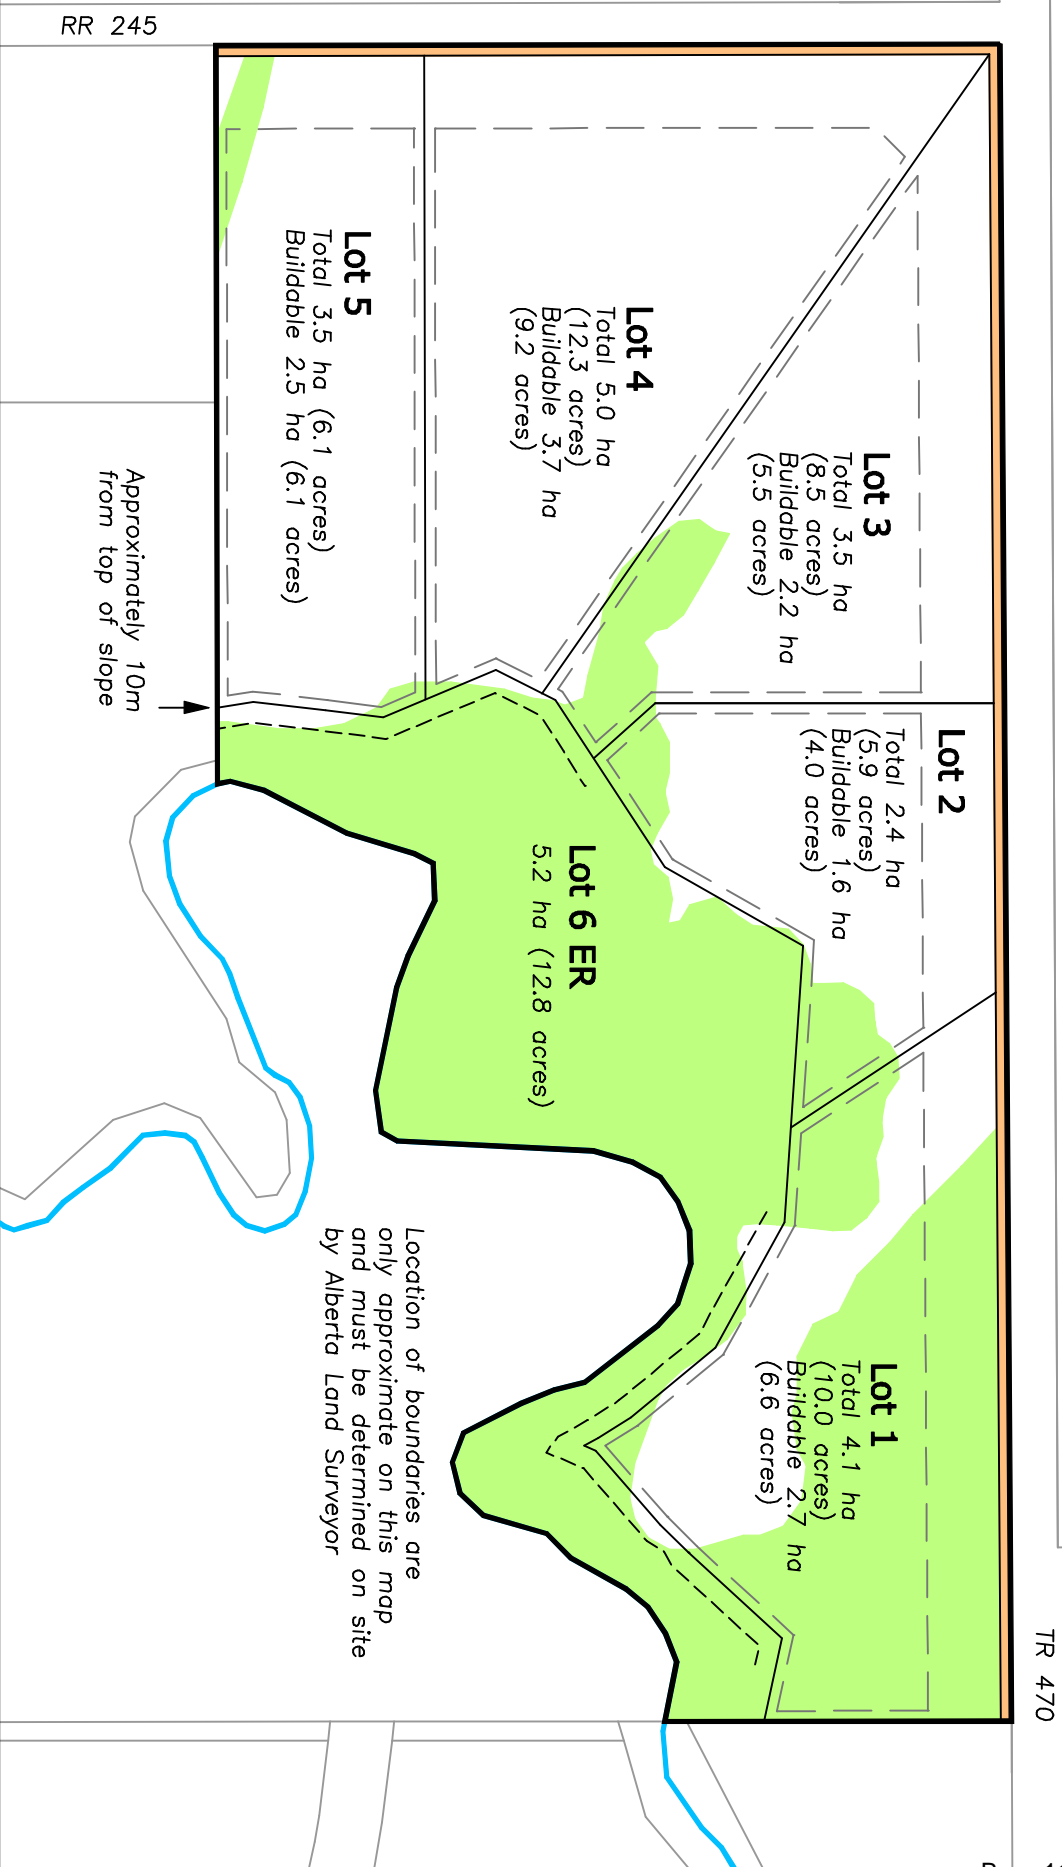 RR 245
TR 470
Lot 1
Total 4.1 ha
(10.0 acres)
Buildable 2.7 ha
(6.6 acres)
Lot 2
Total 2.4 ha
(5.9 acres)
Buildable 1.6 ha
(4.0 acres)
Lot 3
Total 3.5 ha
(8.5 acres)
Buildable 2.2 ha
(5.5 acres)
Lot 4
Total 5.0 ha
(12.3 acres)
Buildable 3.7 ha
(9.2 acres)
Lot 5
Total 3.5 ha (6.1 acres)
Buildable 2.5 ha (6.1 acres)
Lot 6 ER
5.2 ha (12.8 acres)
Approximately 10m
from top of slope
Location of boundaries are
only approximate on this map
and must be determined on site
by Alberta Land Surveyor